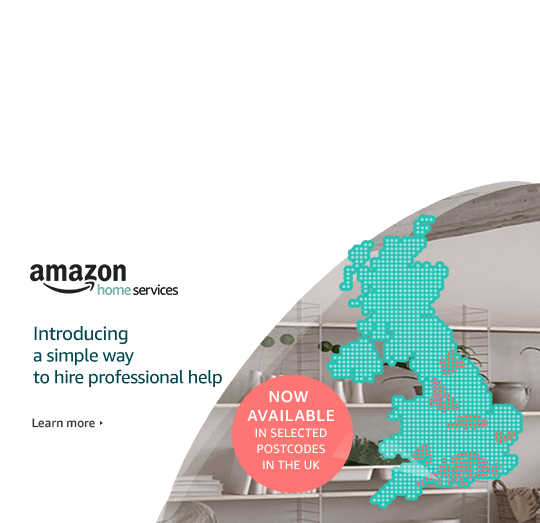 amazon
home services
Introducing
a simple way
to hire professional help
Learn more
NOW
AVAILABLE
IN SELECTED
POSTCODES
IN THE UK